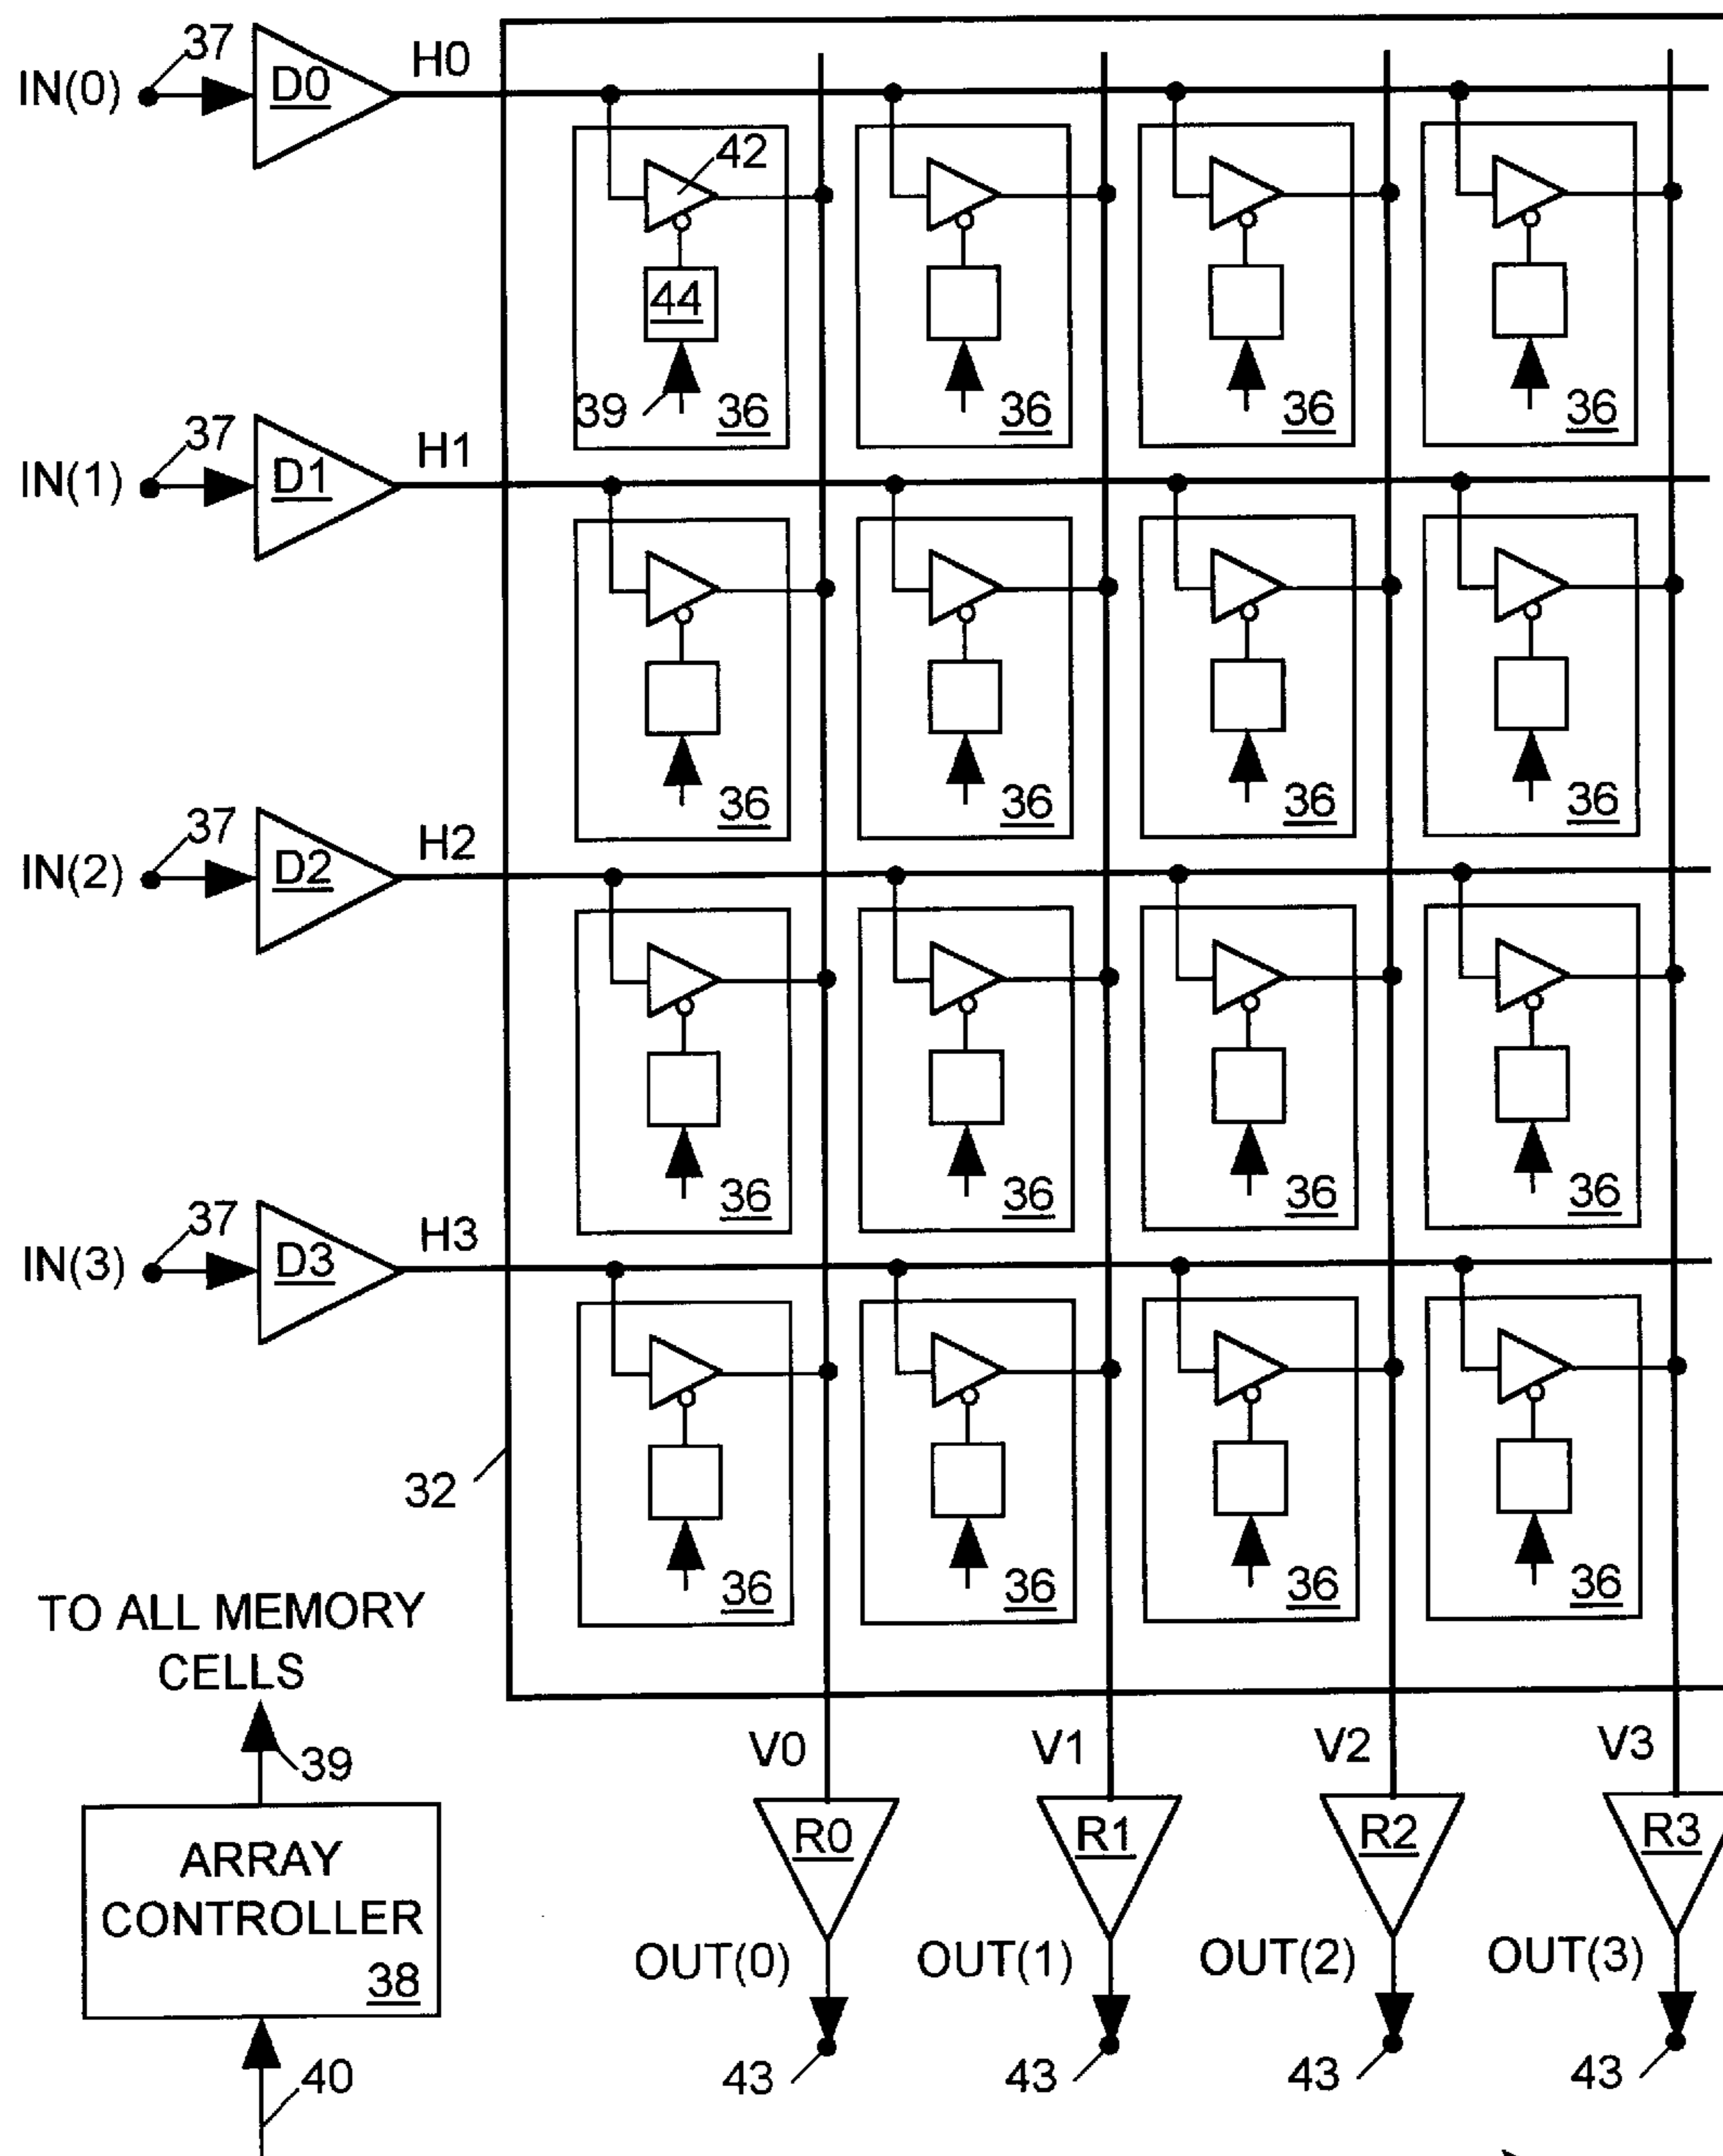 37
IN(0)
D0
H0
42
44
39
36
36
36
36
37
IN(1)
D1
H1
36
36
36
36
37
IN(2)
D2
H2
36
36
36
36
37
IN(3)
D3
H3
32
36
36
36
36
TO ALL MEMORY
CELLS
39
V0
V1
V2
V3
ARRAY
CONTROLLER
38
R0
R1
R2
R3
OUT(0)
OUT(1)
OUT(2)
OUT(3)
40
43
43
43
43